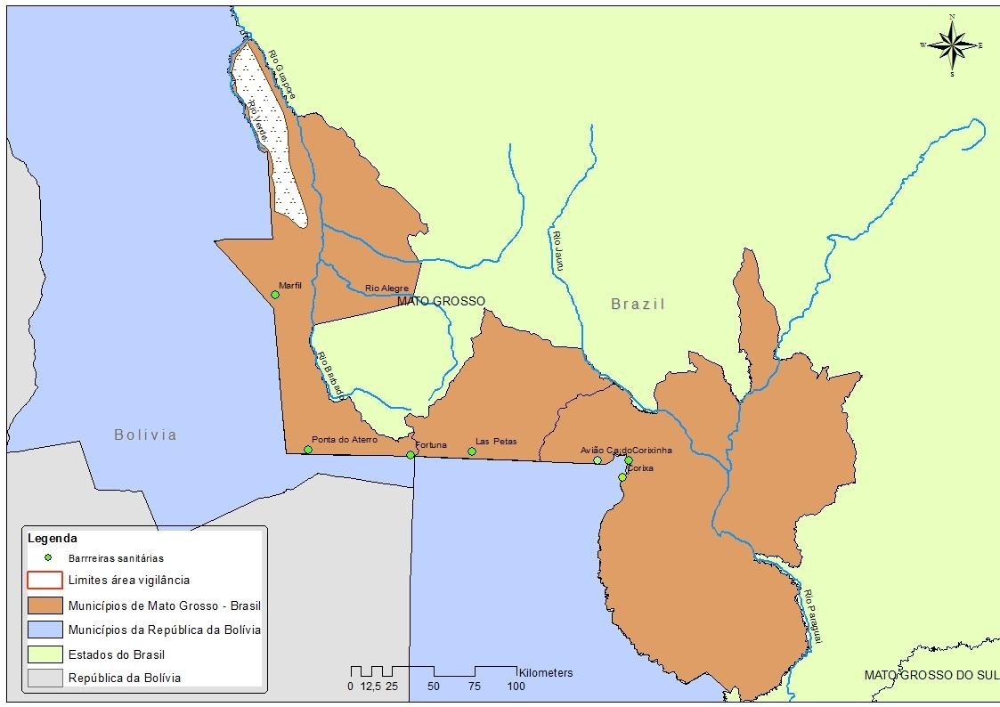 N
W E
S
Rio Guapore
Rio Verde
Rio Jauru
Brazil
Marfil
Rio Alegre
MATO GROSSO
Rio Barbado
Bolivia
Ponta do Aterro
Fortuna
Las Petas
Avião Caido
Corixinha
Corixa
Rio Paraguai
MATO GROSSO DO SUL
Legenda
Barrreiras sanitárias
Limites área vigilância
Municípios de Mato Grosso - Brasil
Municípios da República da Bolívia
Estados do Brasil
República da Bolívia
Kilometers
0 12,5 25 50 75 100